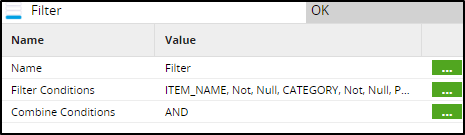 Filter OK
Name Value
Name Filter ...
Filter Conditions ITEM_NAME, Not, Null, CATEGORY, Not, Null, P... ...
Combine Conditions AND ...